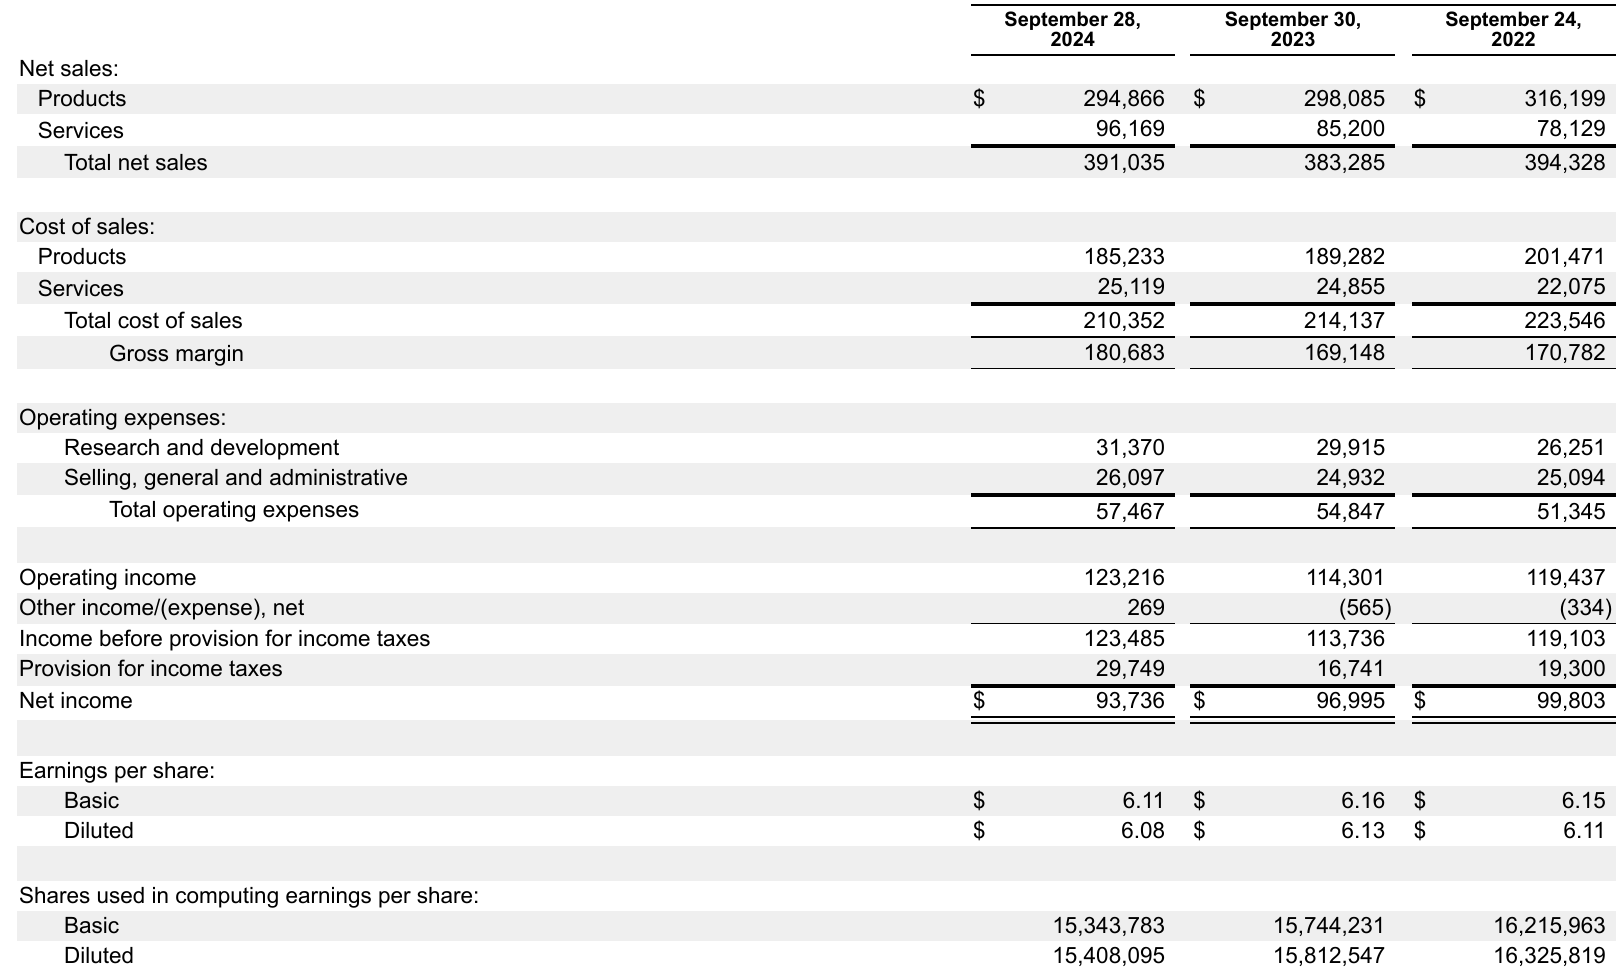 September 28, 2024 September 30, 2023 September 24, 2022
Net sales:
Products $ 294,866 $ 298,085 $ 316,199
Services 96,169 85,200 78,129
Total net sales 391,035 383,285 394,328
Cost of sales:
Products 185,233 189,282 201,471
Services 25,119 24,855 22,075
Total cost of sales 210,352 214,137 223,546
Gross margin 180,683 169,148 170,782
Operating expenses:
Research and development 31,370 29,915 26,251
Selling, general and administrative 26,097 24,932 25,094
Total operating expenses 57,467 54,847 51,345
Operating income 123,216 114,301 119,437
Other income/(expense), net 269 (565) (334)
Income before provision for income taxes 123,485 113,736 119,103
Provision for income taxes 29,749 16,741 19,300
Net income $ 93,736 $ 96,995 $ 99,803
Earnings per share:
Basic $ 6.11 $ 6.16 $ 6.15
Diluted $ 6.08 $ 6.13 $ 6.11
Shares used in computing earnings per share:
Basic 15,343,783 15,744,231 16,215,963
Diluted 15,408,095 15,812,547 16,325,819